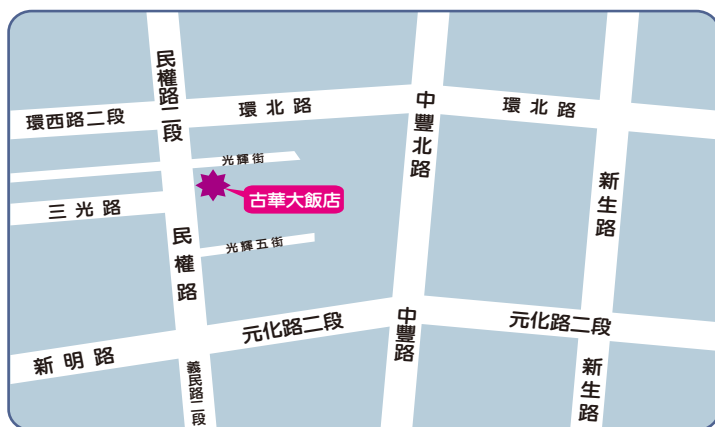 民權路二段
環西路二段
環北路
中豐北路
環北路
光輝街
古華大飯店
三光路
新生路
民權路
光輝五街
新明路
元化路二段
中豐路
元化路二段
義民路二段
新生路